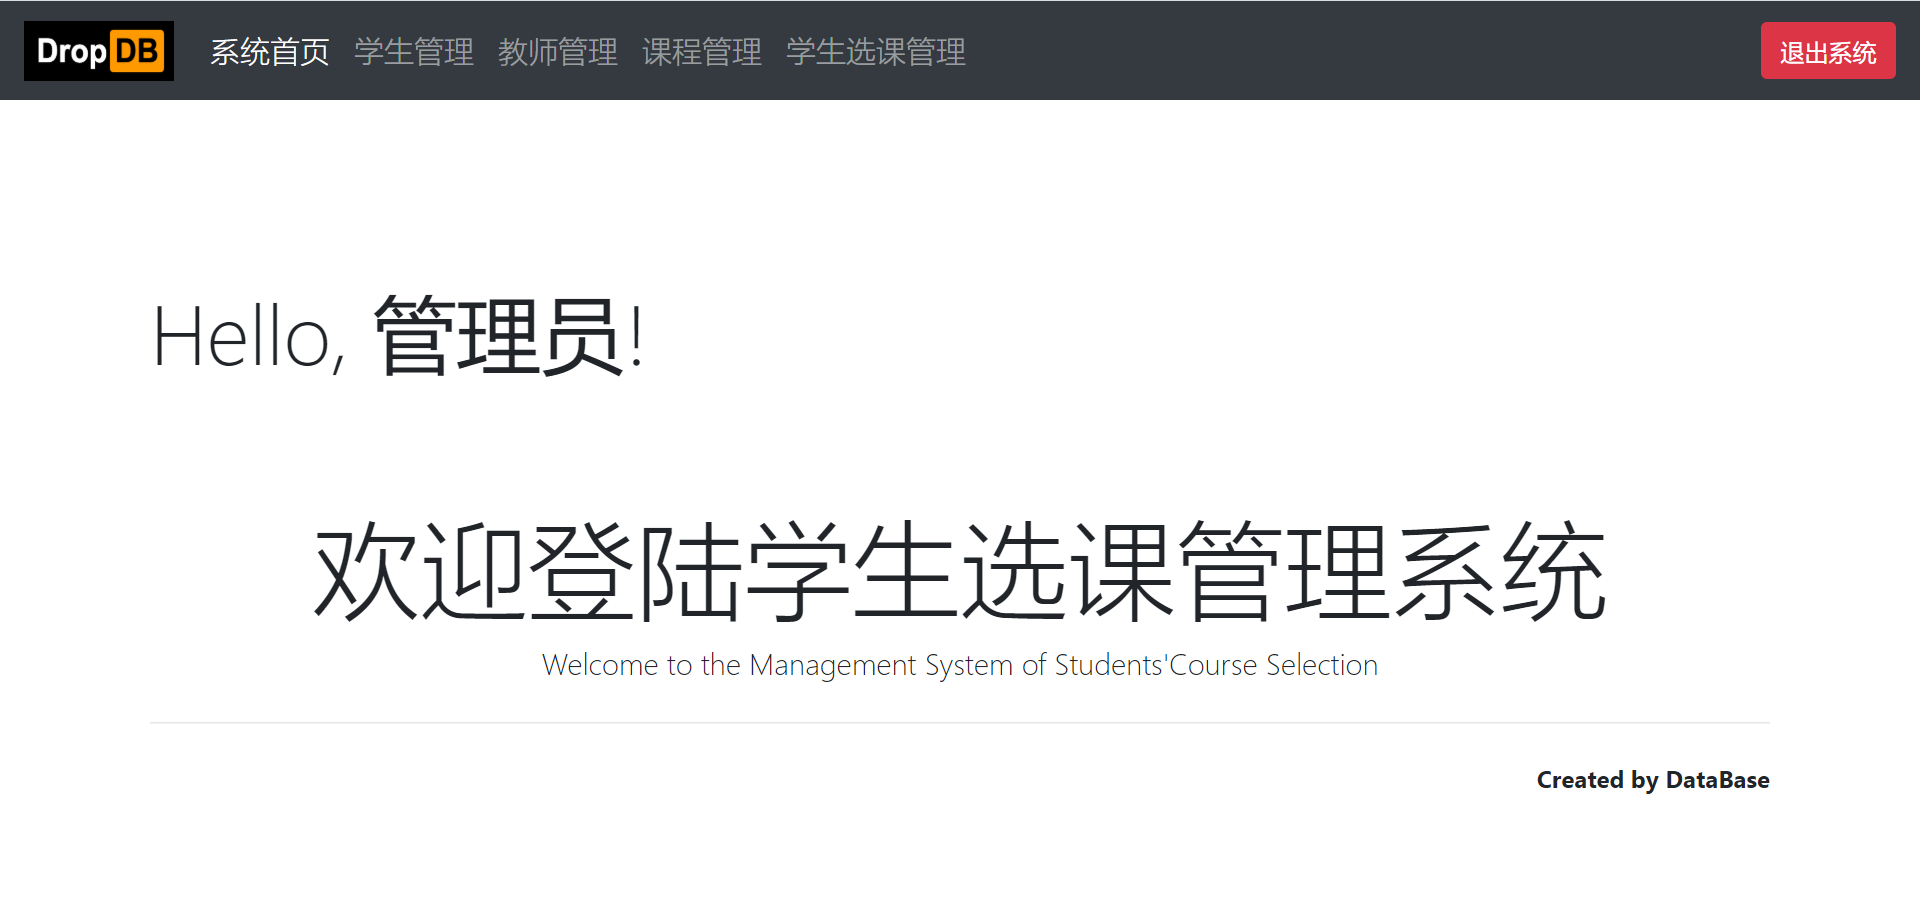 DropDB 系统首页 学生管理 教师管理 课程管理 学生选课管理 退出系统
Hello, 管理员!
欢迎登陆学生选课管理系统
Welcome to the Management System of Students'Course Selection
Created by DataBase